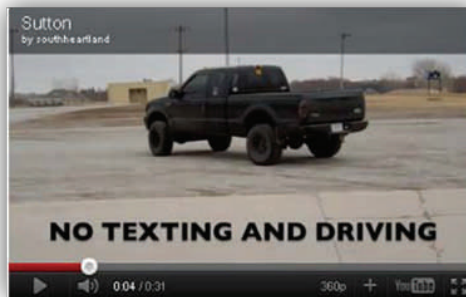 Sutton
by southheartland
NO TEXTING AND DRIVING
0:04 / 0:31
360p
YouTube